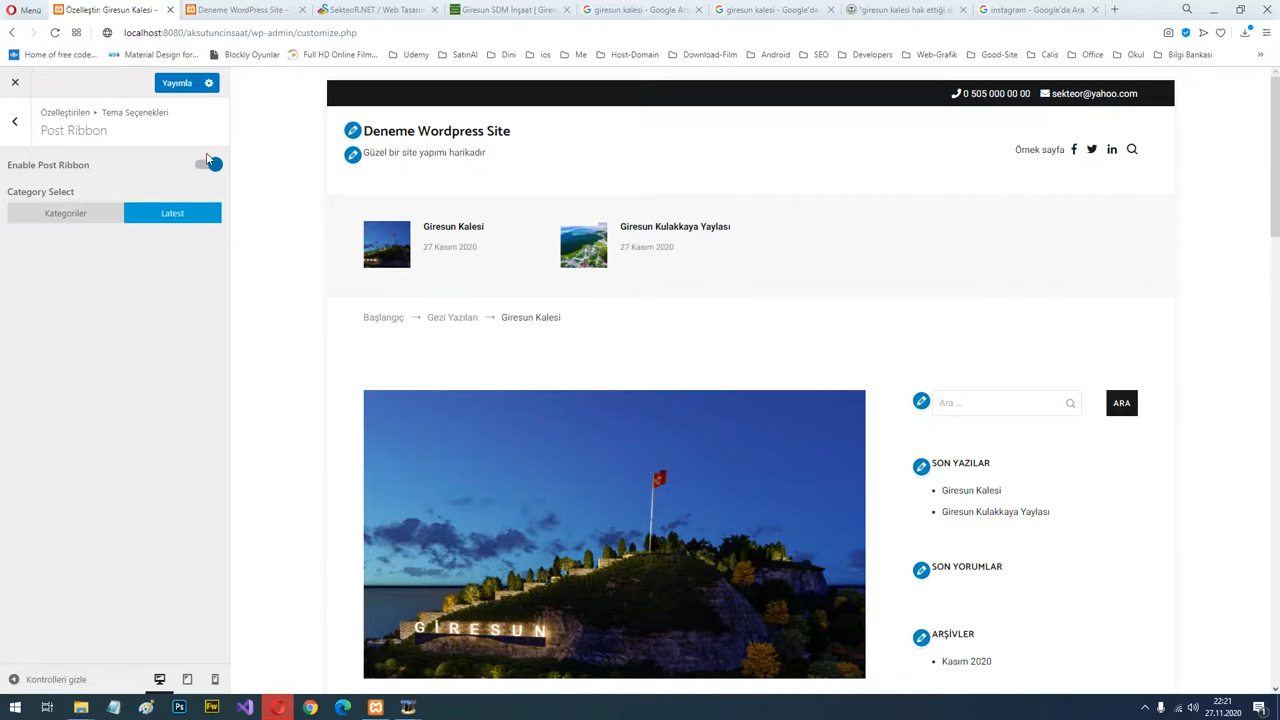 Menü
Özelleştir: Giresun Kalesi –
Deneme WordPress Site –
SekteoR.NET / Web Tasarım
Giresun SDM İnşaat | Giresun
giresun kalesi - Google Ara
giresun kalesi - Google'da
"giresun kalesi hak ettiği d
instagram - Google'da Ara
localhost:8080/aksutuncinsaat/wp-admin/customize.php
Home of free code...
Material Design for...
Blockly Oyunlar
Full HD Online Film...
Udemy
SatınAl
Dini
ios
Me
Host-Domain
Download-Film
Android
SEO
Developers
Web-Grafik
Good-Site
Calis
Office
Okul
Bilgi Bankası
Yayımla
Özelleştirilen ▸ Tema Seçenekleri
Post Ribbon
Enable Post Ribbon
Category Select
Kategoriler
Latest
Kontrolleri gizle
0 505 000 00 00
sekteor@yahoo.com
Deneme Wordpress Site
Güzel bir site yapımı harikadır
Örnek sayfa
Giresun Kalesi
27 Kasım 2020
Giresun Kulakkaya Yaylası
27 Kasım 2020
Başlangıç → Gezi Yazıları → Giresun Kalesi
GİRESUN
Ara ...
ARA
SON YAZILAR
Giresun Kalesi
Giresun Kulakkaya Yaylası
SON YORUMLAR
ARŞİVLER
Kasım 2020
Ps
Fw
22:21
27.11.2020
1